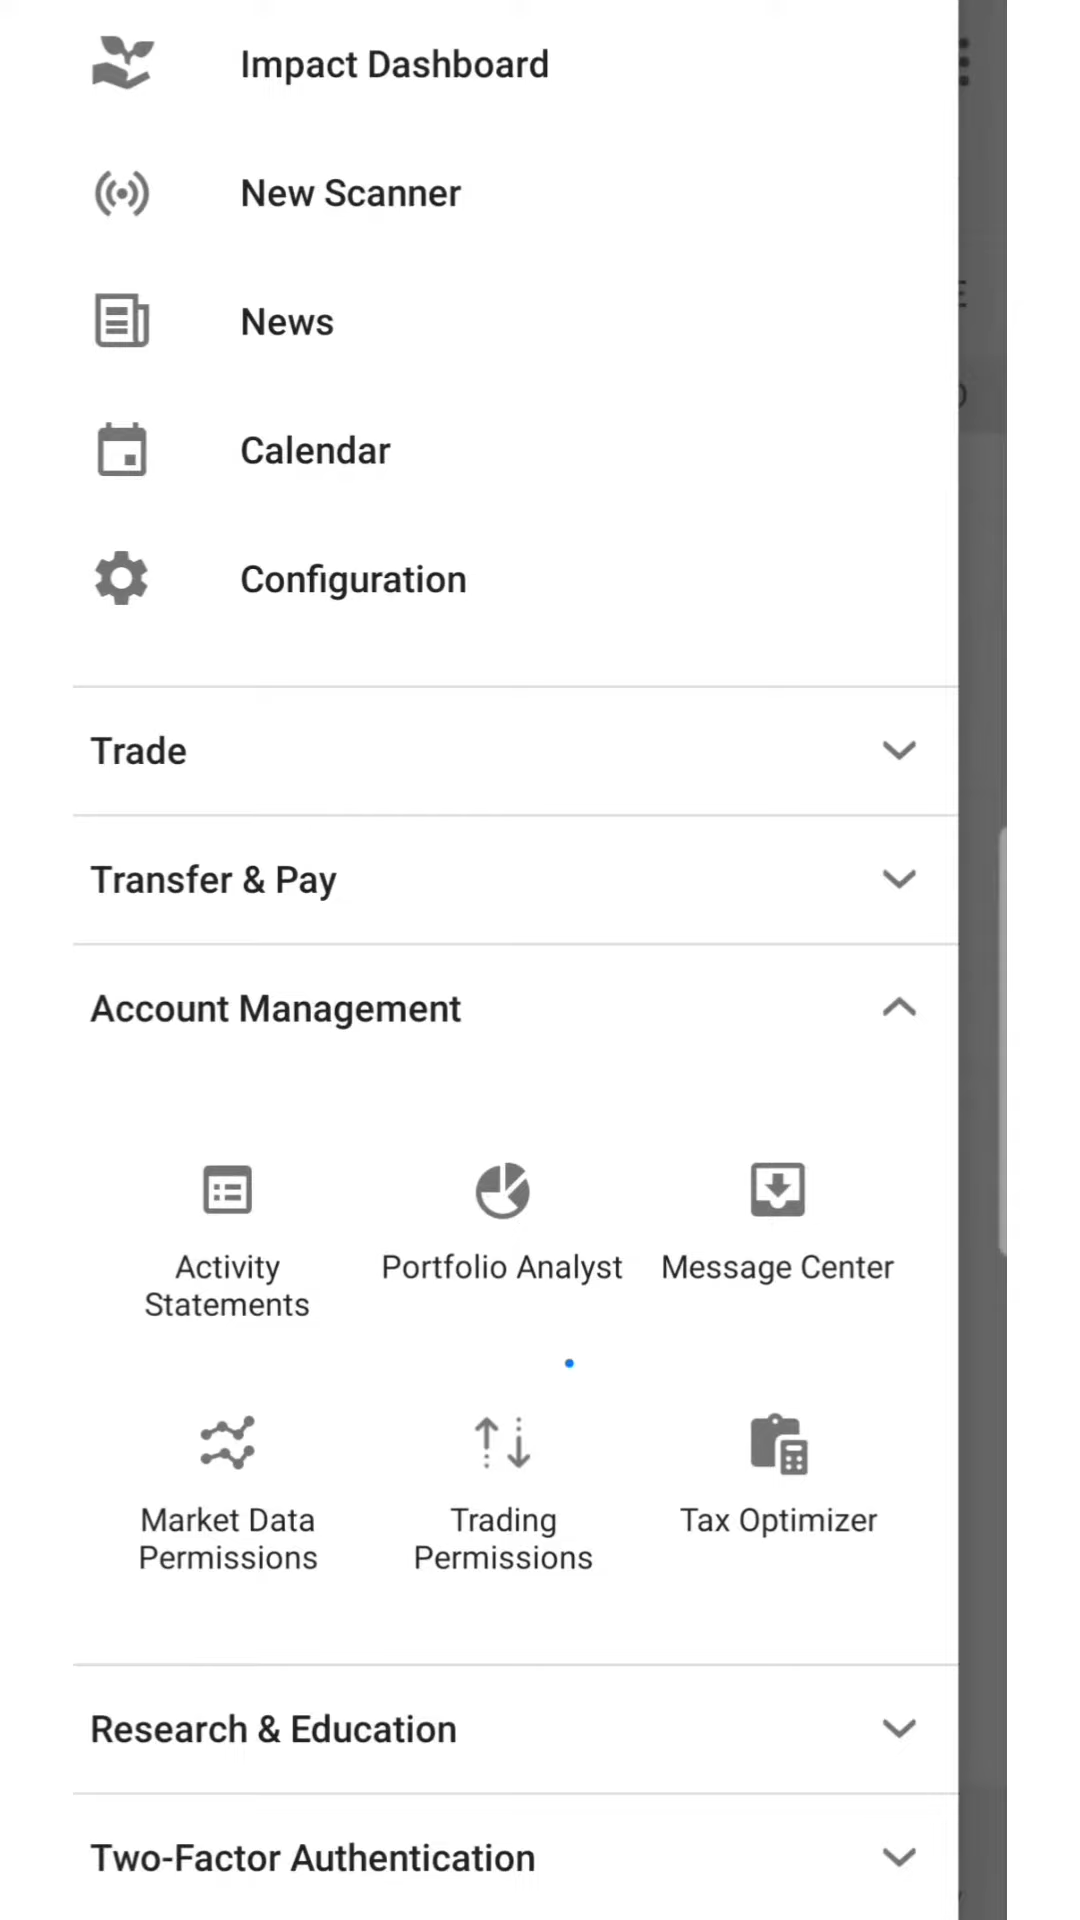 Impact Dashboard
New Scanner
News
Calendar
Configuration
Trade
Transfer & Pay
Account Management
Activity
Statements
Portfolio Analyst
Message Center
Market Data
Permissions
Trading
Permissions
Tax Optimizer
Research & Education
Two-Factor Authentication